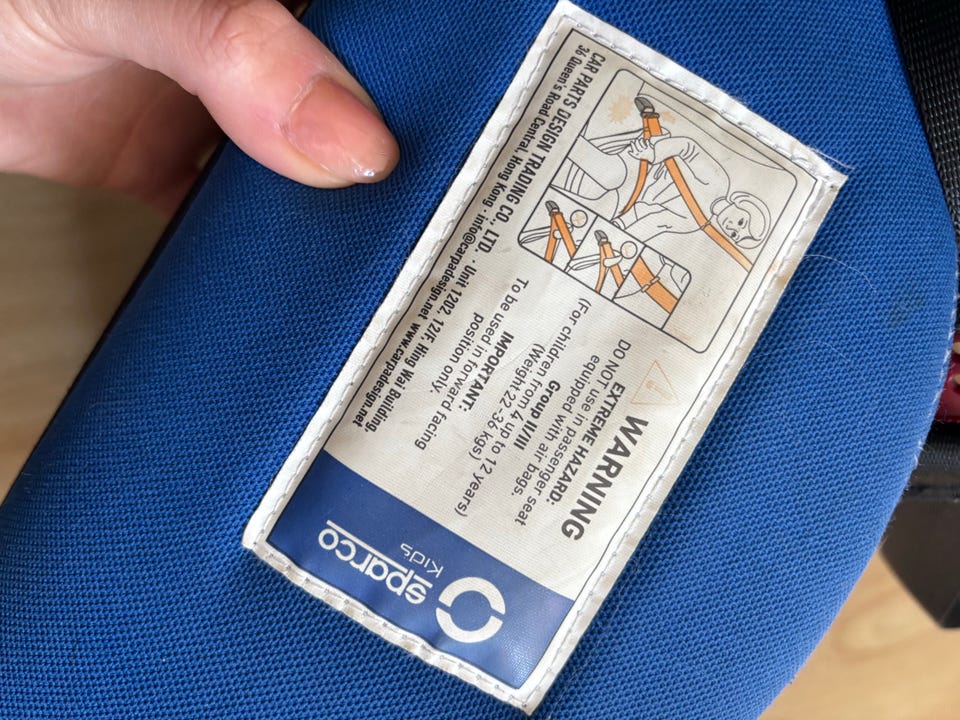 WARNING
EXTREME HAZARD:
DO NOT use in passenger seat
equipped with air bags.
Group II/III
(Weight: 22-36 kgs)
(For children from 4 up to 12 years)
IMPORTANT:
To be used in forward facing
position only.
CAR PARTS DESIGN TRADING CO., LTD. · Unit 1202, 12/F, Hing Wai Building,
36 Queen's Road Central, Hong Kong · info@carpadesign.net www.carpadesign.net
sparco
Kids